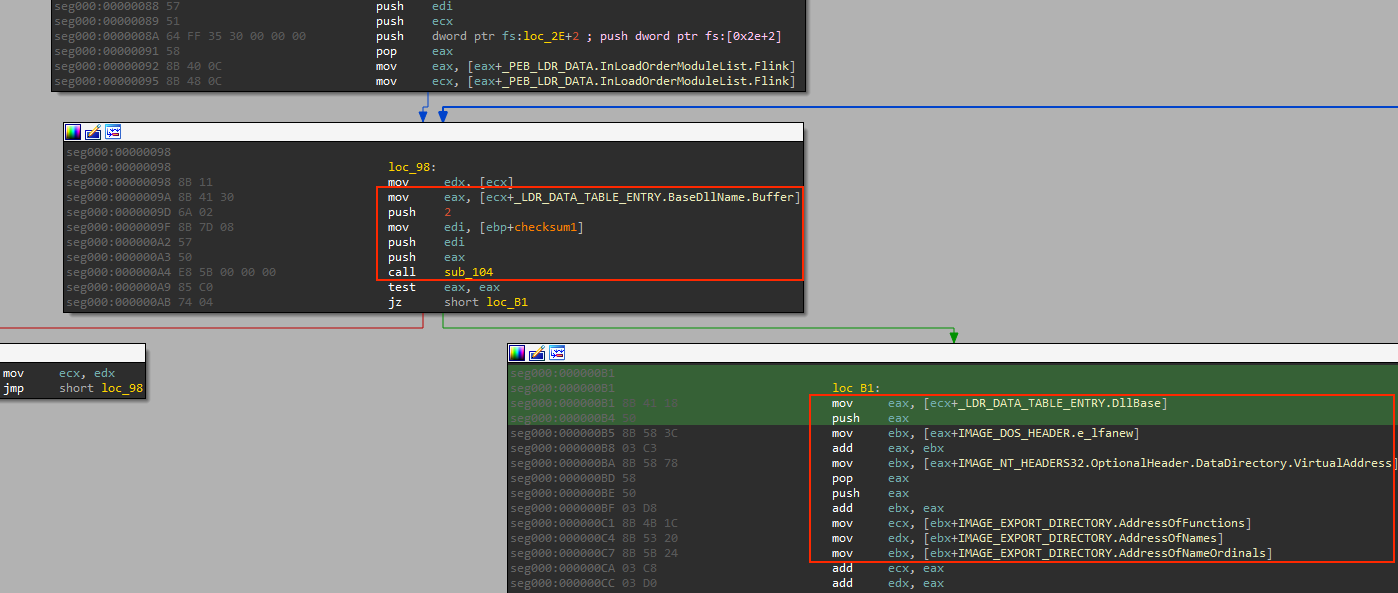 seg000:00000088 57 push edi
seg000:00000089 51 push ecx
seg000:0000008A 64 FF 35 30 00 00 00 push dword ptr fs:loc_2E+2 ; push dword ptr fs:[0x2e+2]
seg000:00000091 58 pop eax
seg000:00000092 8B 40 0C mov eax, [eax+_PEB_LDR_DATA.InLoadOrderModuleList.Flink]
seg000:00000095 8B 48 0C mov ecx, [eax+_PEB_LDR_DATA.InLoadOrderModuleList.Flink]
seg000:00000098
seg000:00000098 loc_98:
seg000:00000098 8B 11 mov edx, [ecx]
seg000:0000009A 8B 41 30 mov eax, [ecx+_LDR_DATA_TABLE_ENTRY.BaseDllName.Buffer]
seg000:0000009D 6A 02 push 2
seg000:0000009F 8B 7D 08 mov edi, [ebp+checksum1]
seg000:000000A2 57 push edi
seg000:000000A3 50 push eax
seg000:000000A4 E8 5B 00 00 00 call sub_104
seg000:000000A9 85 C0 test eax, eax
seg000:000000AB 74 04 jz short loc_B1
mov ecx, edx
jmp short loc_98
seg000:000000B1
seg000:000000B1 loc_B1:
seg000:000000B1 8B 41 18 mov eax, [ecx+_LDR_DATA_TABLE_ENTRY.DllBase]
seg000:000000B4 50 push eax
seg000:000000B5 8B 58 3C mov ebx, [eax+IMAGE_DOS_HEADER.e_lfanew]
seg000:000000B8 03 C3 add eax, ebx
seg000:000000BA 8B 58 78 mov ebx, [eax+IMAGE_NT_HEADERS32.OptionalHeader.DataDirectory.VirtualAddress]
seg000:000000BD 58 pop eax
seg000:000000BE 50 push eax
seg000:000000BF 03 D8 add ebx, eax
seg000:000000C1 8B 4B 1C mov ecx, [ebx+IMAGE_EXPORT_DIRECTORY.AddressOfFunctions]
seg000:000000C4 8B 53 20 mov edx, [ebx+IMAGE_EXPORT_DIRECTORY.AddressOfNames]
seg000:000000C7 8B 5B 24 mov ebx, [ebx+IMAGE_EXPORT_DIRECTORY.AddressOfNameOrdinals]
seg000:000000CA 03 C8 add ecx, eax
seg000:000000CC 03 D0 add edx, eax